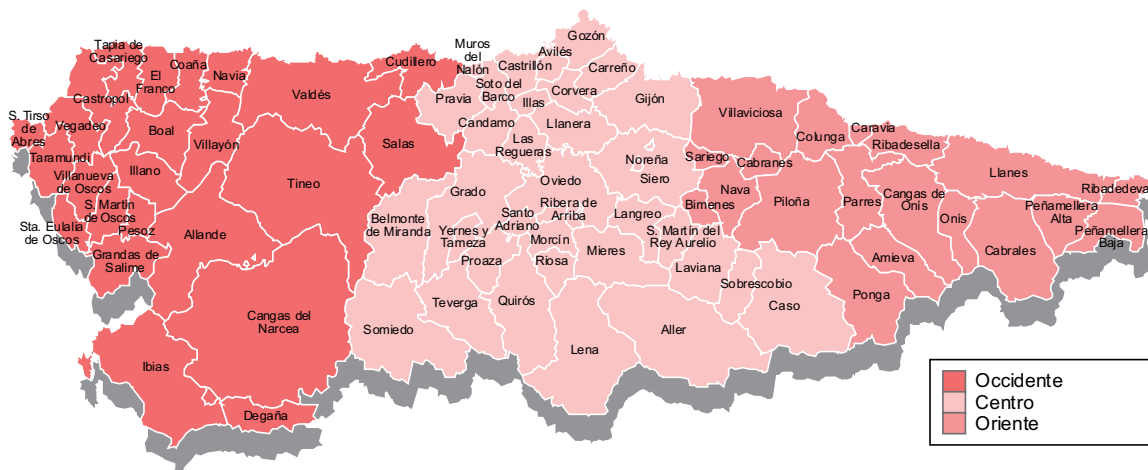 Gozón
Tapia de
Casariego
Muros
del
Nalón
Avilés
Coaña
Cudillero
Castrillón
Carreño
El
Franco
Navia
Soto del
Barco
Corvera
Castropol
Valdés
Pravia
Illas
Gijón
Villaviciosa
S. Tirso
de
Abres
Vegadeo
Boal
Candamo
Llanera
Colunga
Caravia
Villayón
Salas
Las
Regueras
Ribadesella
Taramundi
Noreña
Sariego
Cabranes
Illano
Villanueva
de Oscos
Siero
Llanes
Tineo
Grado
Oviedo
Nava
Piloña
Parres
Cangas de
Onís
Ribadedeva
S. Martín
de Oscos
Ribera de
Arriba
Bimenes
Peñamellera
Alta
Sta. Eulalia
de Oscos
Pesoz
Belmonte
de Miranda
Santo
Adriano
Langreo
Onís
Allande
Yernes y
Tameza
Morcín
S. Martín del
Rey Aurelio
Peñamellera
Baja
Grandas de
Salime
Proaza
Riosa
Mieres
Amieva
Cabrales
Laviana
Sobrescobio
Ponga
Teverga
Quirós
Caso
Cangas del
Narcea
Somiedo
Aller
Lena
Ibias
Degaña
Occidente
Centro
Oriente